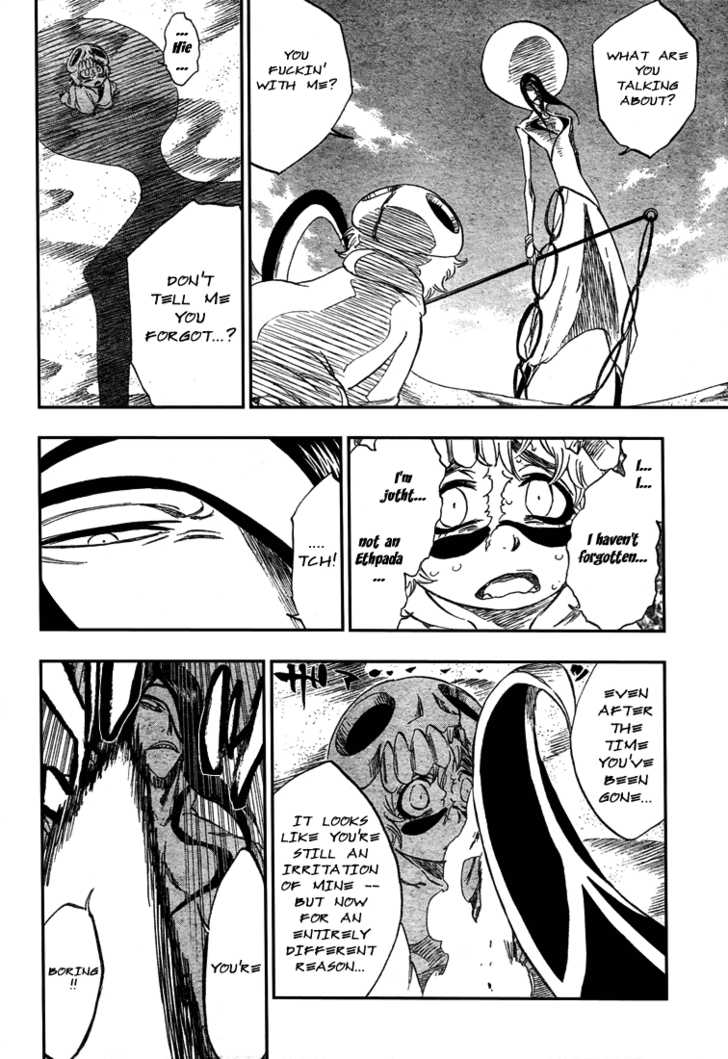 WHAT ARE
YOU
TALKING
ABOUT?
YOU
FUCKIN'
WITH ME?
...
Hie
...
DON'T
TELL ME
YOU
FORGOT...?
I...
I...
I haven't
forgotten...
I'm
jutht...
not an
Ethpada
...
....
TCH!
EVEN
AFTER
THE
TIME
YOU'VE
BEEN
GONE...
IT LOOKS
LIKE YOU'RE
STILL AN
IRRITATION
OF MINE --
BUT NOW
FOR AN
ENTIRELY
DIFFERENT
REASON...
YOU'RE
BORING
!!